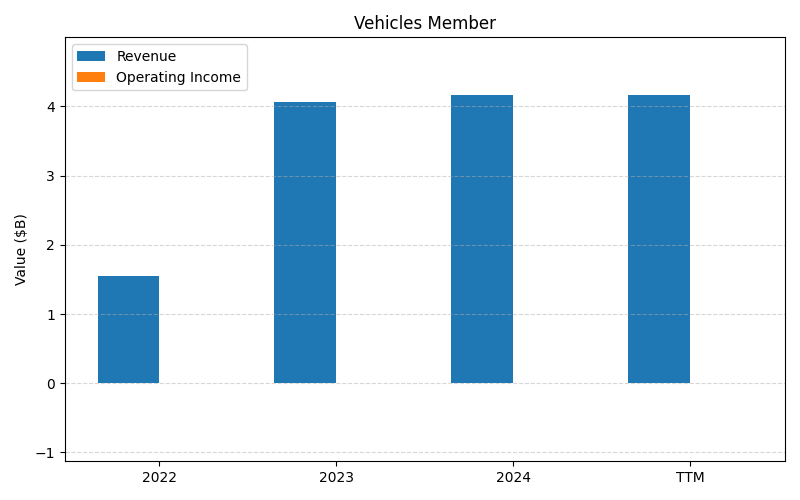 Vehicles Member
Revenue
Operating Income
Value ($B)
4
3
2
1
0
−1
2022
2023
2024
TTM